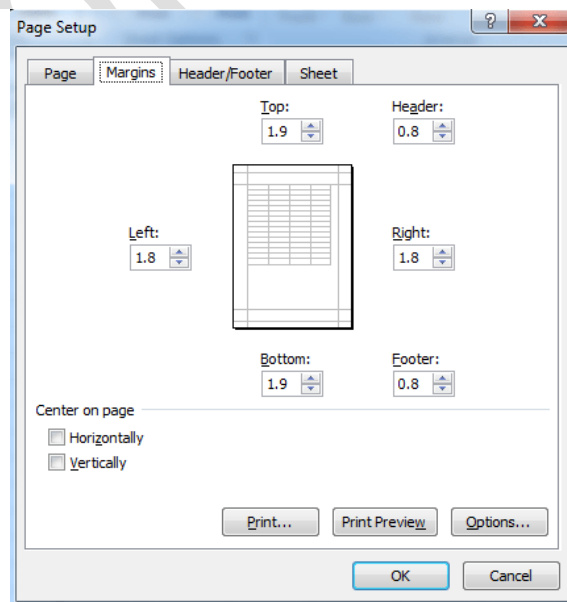 Page Setup
Page Margins Header/Footer Sheet
Top: Header:
1.9 0.8
Left: Right:
1.8 1.8
Bottom: Footer:
1.9 0.8
Center on page
Horizontally
Vertically
Print... Print Preview Options...
OK Cancel